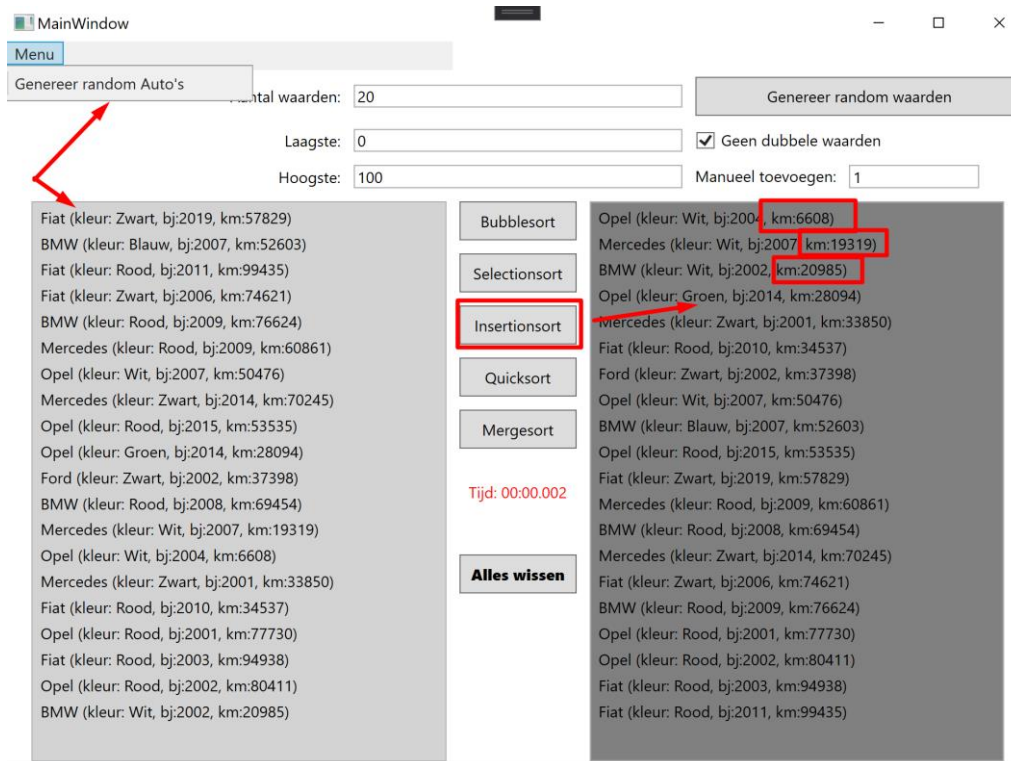 MainWindow
Menu
Genereer random Auto's
Aantal waarden: 20
Genereer random waarden
Laagste: 0
Geen dubbele waarden
Hoogste: 100
Manueel toevoegen: 1
Fiat (kleur: Zwart, bj:2019, km:57829)
BMW (kleur: Blauw, bj:2007, km:52603)
Fiat (kleur: Rood, bj:2011, km:99435)
Fiat (kleur: Zwart, bj:2006, km:74621)
BMW (kleur: Rood, bj:2009, km:76624)
Mercedes (kleur: Rood, bj:2009, km:60861)
Opel (kleur: Wit, bj:2007, km:50476)
Mercedes (kleur: Zwart, bj:2014, km:70245)
Opel (kleur: Rood, bj:2015, km:53535)
Opel (kleur: Groen, bj:2014, km:28094)
Ford (kleur: Zwart, bj:2002, km:37398)
BMW (kleur: Rood, bj:2008, km:69454)
Mercedes (kleur: Wit, bj:2007, km:19319)
Opel (kleur: Wit, bj:2004, km:6608)
Mercedes (kleur: Zwart, bj:2001, km:33850)
Fiat (kleur: Rood, bj:2010, km:34537)
Opel (kleur: Rood, bj:2001, km:77730)
Fiat (kleur: Rood, bj:2003, km:94938)
Opel (kleur: Rood, bj:2002, km:80411)
BMW (kleur: Wit, bj:2002, km:20985)
Bubblesort
Selectionsort
Insertionsort
Quicksort
Mergesort
Tijd: 00:00.002
Alles wissen
Opel (kleur: Wit, bj:2004, km:6608)
Mercedes (kleur: Wit, bj:2007, km:19319)
BMW (kleur: Wit, bj:2002, km:20985)
Opel (kleur: Groen, bj:2014, km:28094)
Mercedes (kleur: Zwart, bj:2001, km:33850)
Fiat (kleur: Rood, bj:2010, km:34537)
Ford (kleur: Zwart, bj:2002, km:37398)
Opel (kleur: Wit, bj:2007, km:50476)
BMW (kleur: Blauw, bj:2007, km:52603)
Opel (kleur: Rood, bj:2015, km:53535)
Fiat (kleur: Zwart, bj:2019, km:57829)
Mercedes (kleur: Rood, bj:2009, km:60861)
BMW (kleur: Rood, bj:2008, km:69454)
Mercedes (kleur: Zwart, bj:2014, km:70245)
Fiat (kleur: Zwart, bj:2006, km:74621)
BMW (kleur: Rood, bj:2009, km:76624)
Opel (kleur: Rood, bj:2001, km:77730)
Opel (kleur: Rood, bj:2002, km:80411)
Fiat (kleur: Rood, bj:2003, km:94938)
Fiat (kleur: Rood, bj:2011, km:99435)